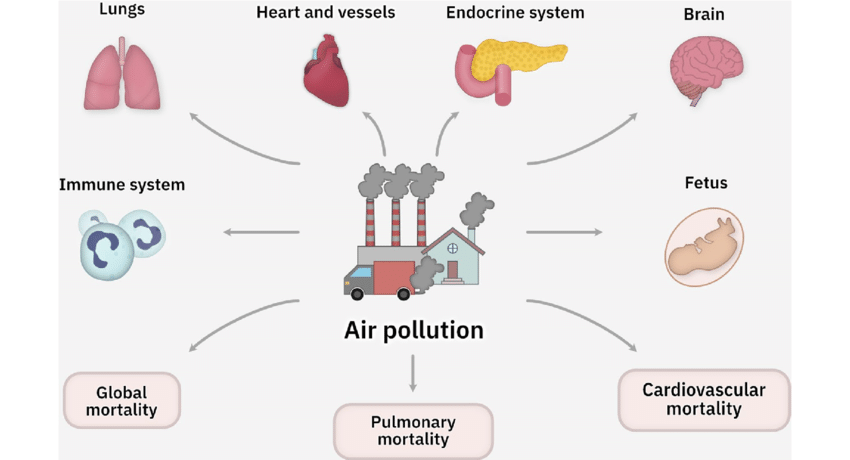 Lungs
Heart and vessels
Endocrine system
Brain
Immune system
Fetus
Air pollution
Global
mortality
Pulmonary
mortality
Cardiovascular
mortality